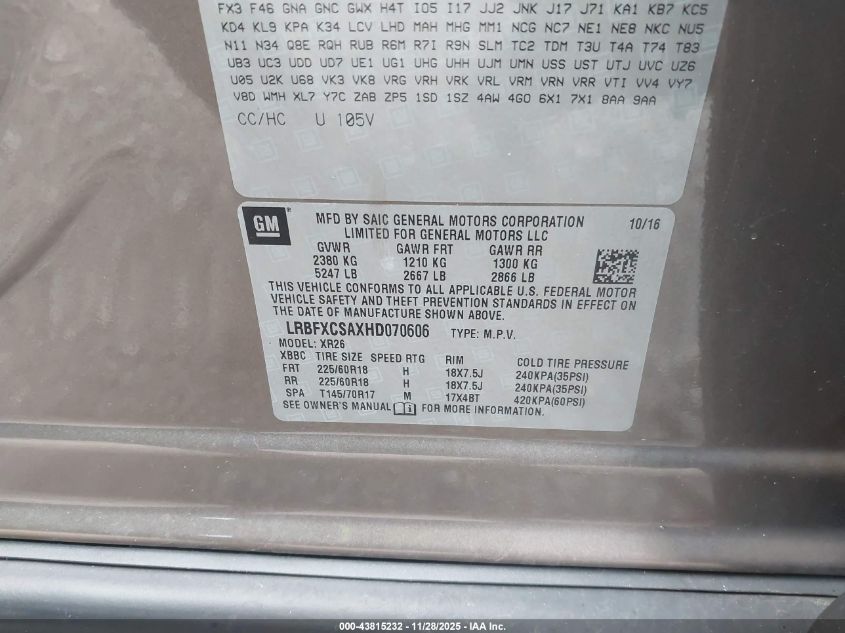 FX3 F46 GNA GNC GWX H4T IO5 I17 JJ2 JNK J17 J71 KA1 KB7 KC5
KD4 KL9 KPA K34 LCV LHD MAH MHG MM1 NCG NC7 NE1 NE8 NKC NU5
N11 N34 Q8E RQH RUB R6M R7I R9N SLM TC2 TDM T3U T4A T74 T83
UB3 UC3 UDD UD7 UE1 UG1 UHG UHH UJM UMN USS UST UTJ UVC UZ6
U05 U2K U68 VK3 VK8 VRG VRH VRK VRL VRM VRN VRR VTI VV4 VY7
V8D WMH XL7 Y7C ZAB ZP5 1SD 1SZ 4AW 4GO 6X1 7X1 8AA 9AA
CC/HC U 105V
GM MFD BY SAIC GENERAL MOTORS CORPORATION 10/16
LIMITED FOR GENERAL MOTORS LLC
GVWR GAWR FRT GAWR RR
2380 KG 1210 KG 1300 KG
5247 LB 2667 LB 2866 LB
THIS VEHICLE CONFORMS TO ALL APPLICABLE U.S. FEDERAL MOTOR
VEHICLE SAFETY AND THEFT PREVENTION STANDARDS IN EFFECT ON
THE DATE OF MANUFACTURE SHOWN ABOVE.
LRBFXCSAXHD070606 TYPE: M.P.V.
MODEL: XR26
XBBC TIRE SIZE SPEED RTG RIM COLD TIRE PRESSURE
FRT 225/60R18 H 18X7.5J 240KPA(35PSI)
RR 225/60R18 H 18X7.5J 240KPA(35PSI)
SPA T145/70R17 M 17X4BT 420KPA(60PSI)
SEE OWNER'S MANUAL FOR MORE INFORMATION.
000-43815232 - 11/28/2025 - IAA Inc.